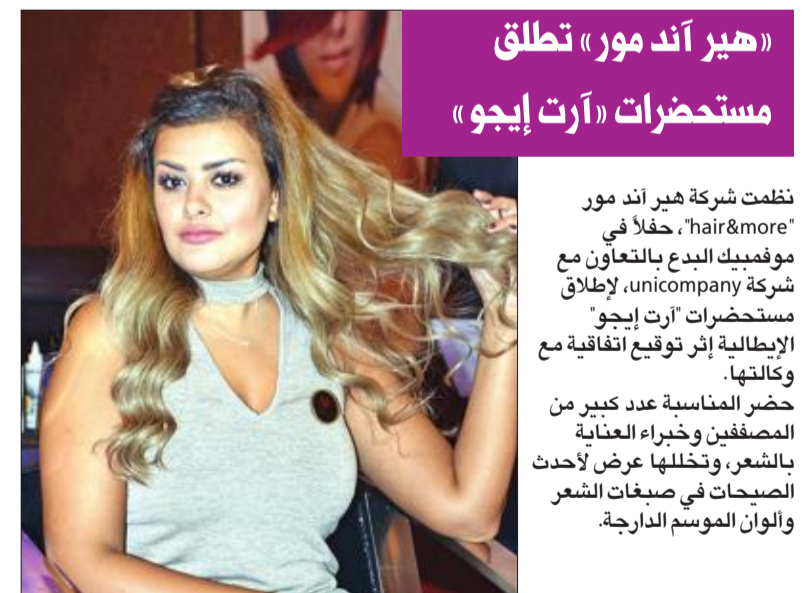 «هير آند مور» تطلق
مستحضرات «آرت إيجو»
نظمت شركة هير آند مور
"hair&more"، حفلاً في
موفمبيك البدع بالتعاون مع
شركة unicompany، لإطلاق
مستحضرات "آرت إيجو"
الإيطالية إثر توقيع اتفاقية مع
وكالتها.
حضر المناسبة عدد كبير من
المصففين وخبراء العناية
بالشعر، وتخللها عرض لأحدث
الصيحات في صبغات الشعر
وألوان الموسم الدارجة.